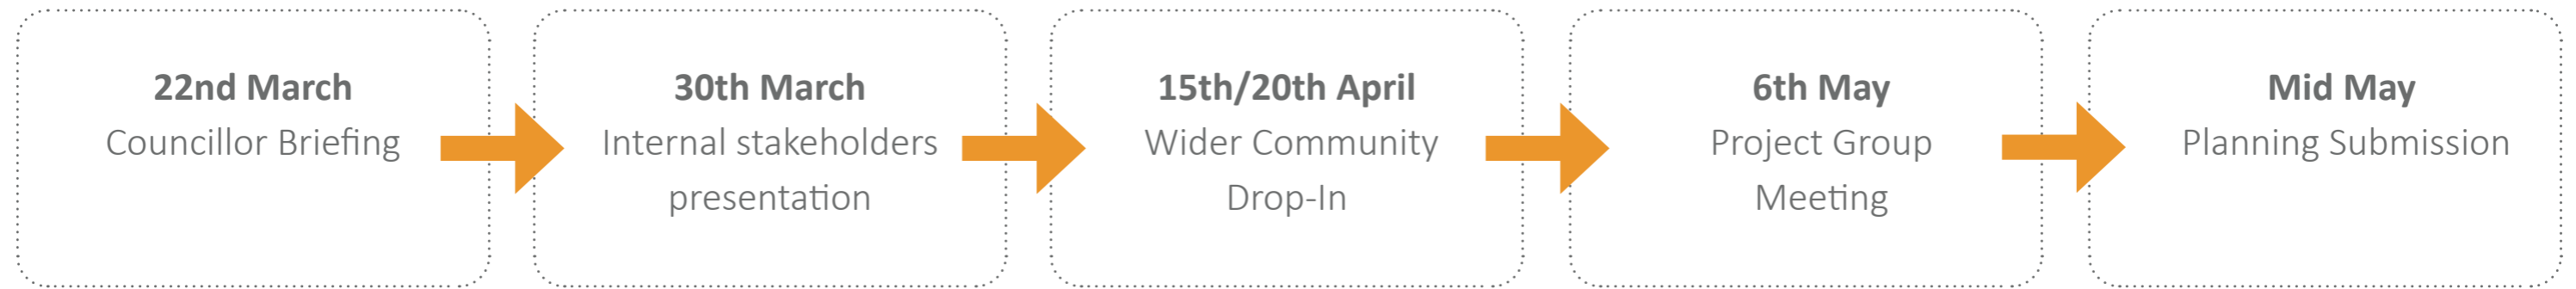 22nd March
Councillor Briefing
30th March
Internal stakeholders
presentation
15th/20th April
Wider Community
Drop-In
6th May
Project Group
Meeting
Mid May
Planning Submission